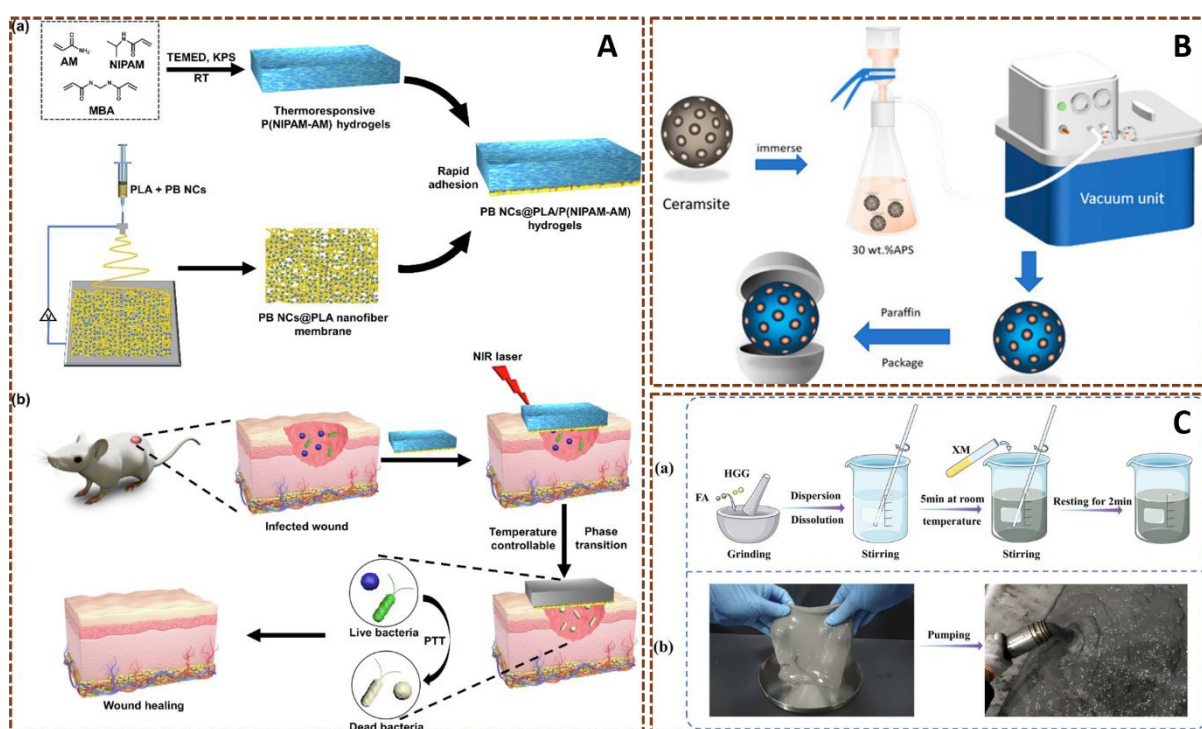 (a)
A
AM
NIPAM
MBA
TEMED, KPS
RT
Thermoresponsive
P(NIPAM-AM) hydrogels
PLA + PB NCs
V
PB NCs@PLA nanofiber
membrane
Rapid
adhesion
PB NCs@PLA/P(NIPAM-AM)
hydrogels
(b)
NIR laser
Infected wound
Temperature
controllable
Phase
transition
Live bacteria
PTT
Dead bacteria
Wound healing
B
Ceramsite
immerse
30 wt.%APS
Vacuum unit
Paraffin
Package
C
(a)
FA
HGG
Grinding
Dispersion
Dissolution
Stirring
XM
5min at room
temperature
Stirring
Resting for 2min
(b)
Pumping